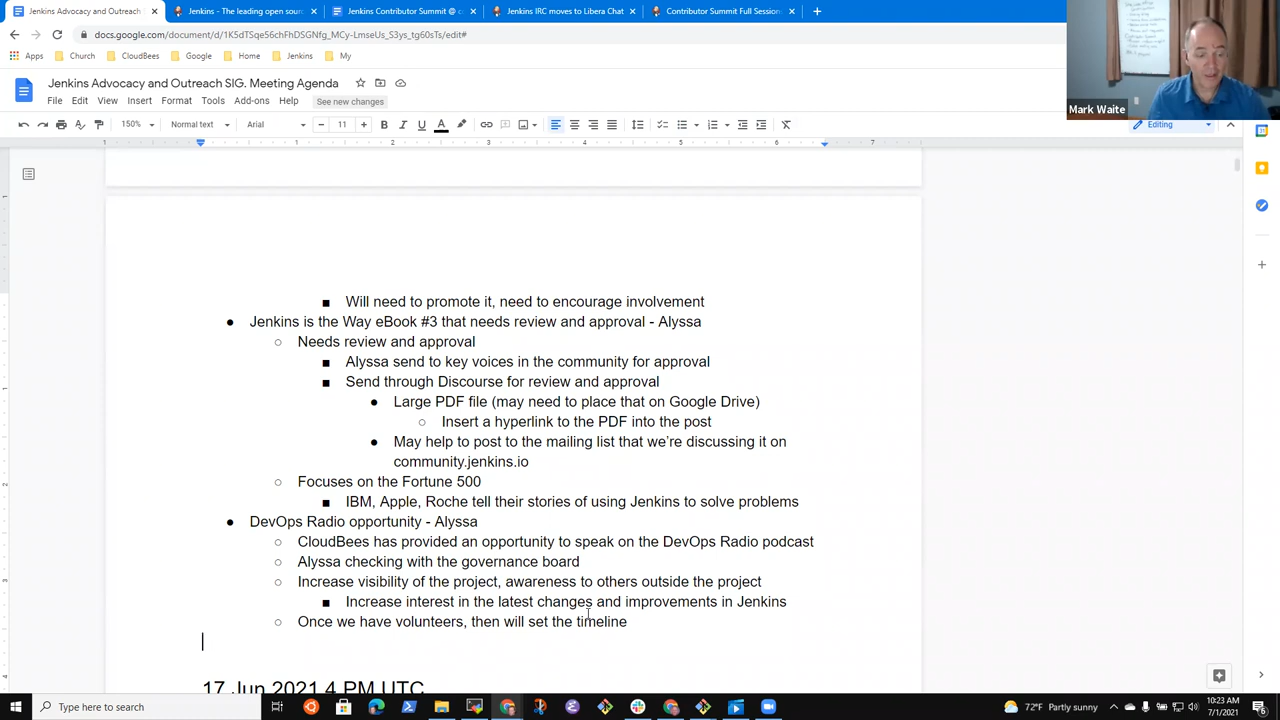 Jenkins Advocacy and Outreach S
Jenkins - The leading open sourc
Jenkins Contributor Summit @ c
Jenkins IRC moves to Libera Chat
Contributor Summit Full Session
Apps
Church
CloudBees
Google
Home
Jenkins
My
Jenkins Advocacy and Outreach SIG. Meeting Agenda
Mark Waite
File Edit View Insert Format Tools Add-ons Help See new changes
150% Normal text Arial 11 Editing
1 1 2 3 4 5 6 7
Will need to promote it, need to encourage involvement
Jenkins is the Way eBook #3 that needs review and approval - Alyssa
Needs review and approval
Alyssa send to key voices in the community for approval
Send through Discourse for review and approval
Large PDF file (may need to place that on Google Drive)
Insert a hyperlink to the PDF into the post
May help to post to the mailing list that we're discussing it on
community.jenkins.io
Focuses on the Fortune 500
IBM, Apple, Roche tell their stories of using Jenkins to solve problems
DevOps Radio opportunity - Alyssa
CloudBees has provided an opportunity to speak on the DevOps Radio podcast
Alyssa checking with the governance board
Increase visibility of the project, awareness to others outside the project
Increase interest in the latest changes and improvements in Jenkins
Once we have volunteers, then will set the timeline
17 Jun 2021 4 PM UTC
Type here to search
72°F Partly sunny
10:23 AM
7/1/2021